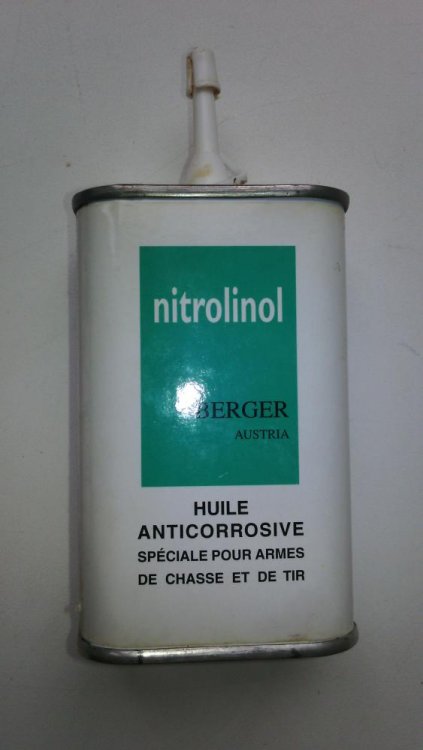 nitrolinol
BERGER
AUSTRIA
HUILE
ANTICORROSIVE
SPÉCIALE POUR ARMES
DE CHASSE ET DE TIR